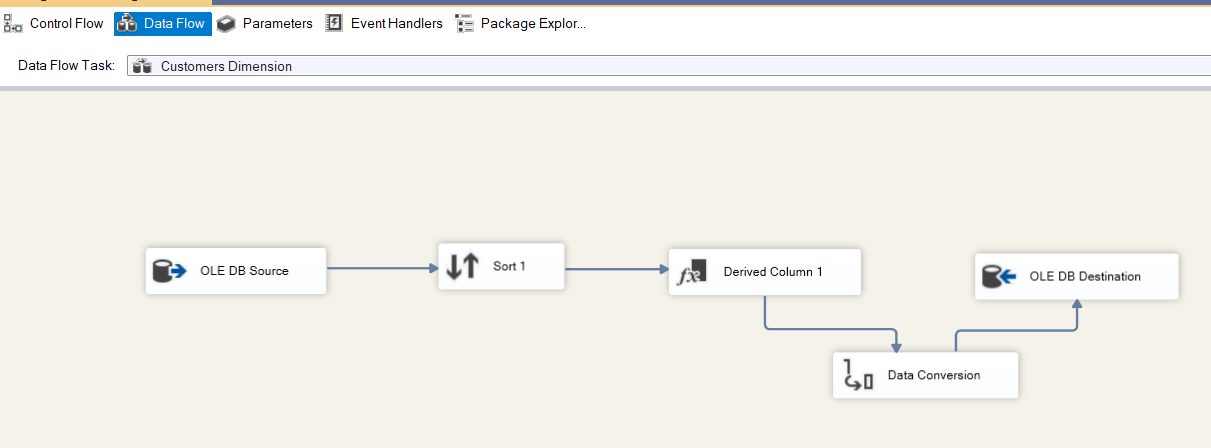 Control Flow Data Flow Parameters Event Handlers Package Explor...
Data Flow Task: Customers Dimension
OLE DB Source
Sort 1
Derived Column 1
OLE DB Destination
Data Conversion